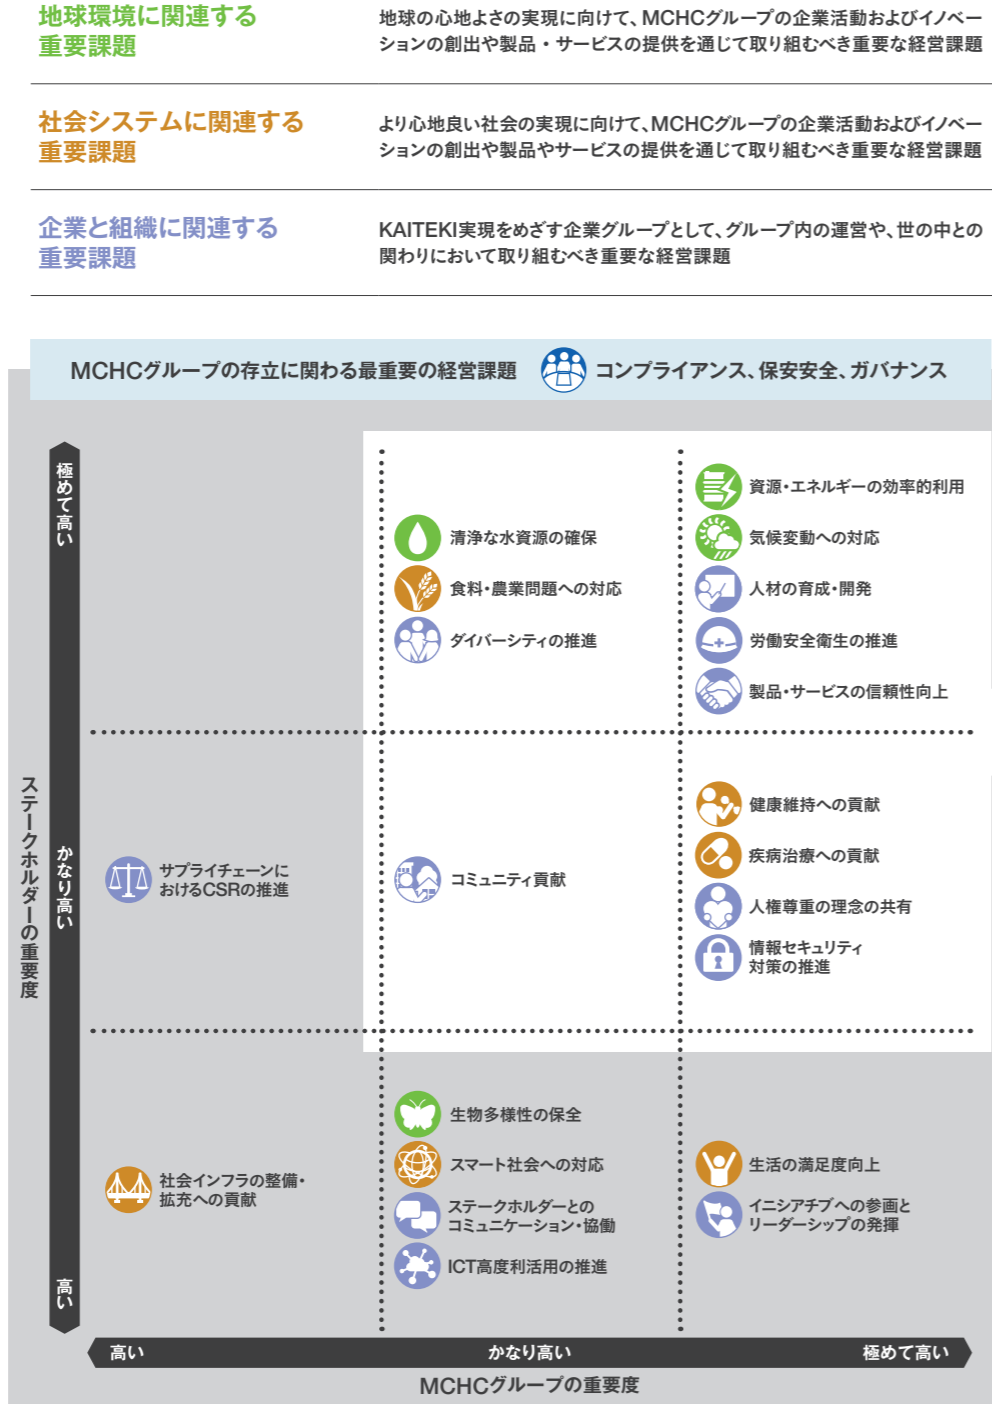 地球環境に関連する
重要課題
地球の心地よさの実現に向けて、MCHCグループの企業活動およびイノベー
ションの創出や製品・サービスの提供を通じて取り組むべき重要な経営課題
社会システムに関連する
重要課題
より心地良い社会の実現に向けて、MCHCグループの企業活動およびイノベー
ションの創出や製品やサービスの提供を通じて取り組むべき重要な経営課題
企業と組織に関連する
重要課題
KAITEKI実現をめざす企業グループとして、グループ内の運営や、世の中との
関わりにおいて取り組むべき重要な経営課題
MCHCグループの存立に関わる最重要の経営課題
コンプライアンス、保安安全、ガバナンス
ステークホルダーの重要度
極めて高い
かなり高い
高い
清浄な水資源の確保
食料・農業問題への対応
ダイバーシティの推進
資源・エネルギーの効率的利用
気候変動への対応
人材の育成・開発
労働安全衛生の推進
製品・サービスの信頼性向上
サプライチェーンに
おけるCSRの推進
コミュニティ貢献
健康維持への貢献
疾病治療への貢献
人権尊重の理念の共有
情報セキュリティ
対策の推進
社会インフラの整備・
拡充への貢献
生物多様性の保全
スマート社会への対応
ステークホルダーとの
コミュニケーション・協働
ICT高度利活用の推進
生活の満足度向上
イニシアチブへの参画と
リーダーシップの発揮
高い
かなり高い
極めて高い
MCHCグループの重要度